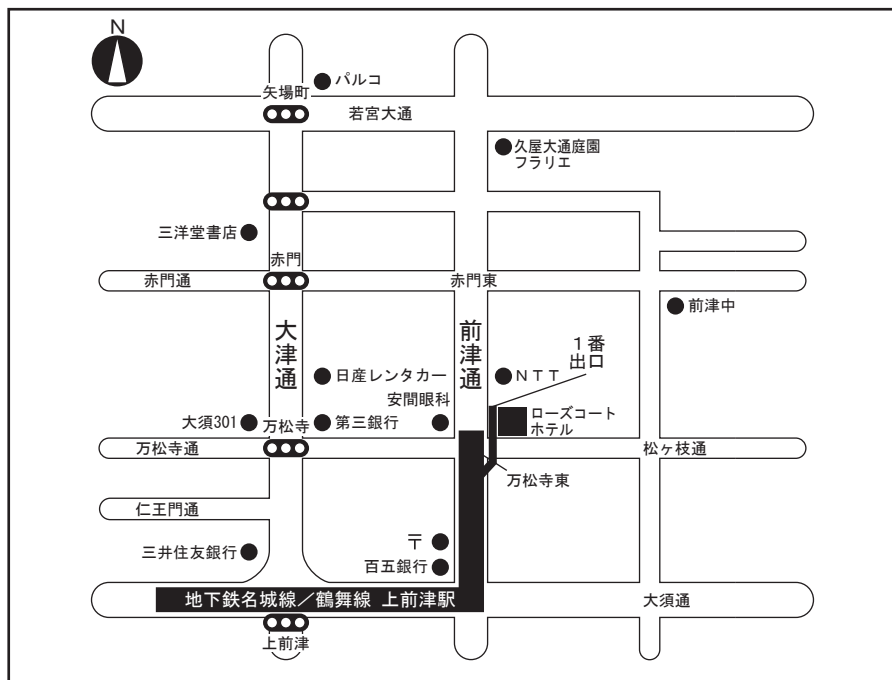 N
パルコ
矢場町
若宮大通
久屋大通庭園
フラリエ
三洋堂書店
赤門
赤門通
赤門東
前津中
大津通
前津通
1番
出口
日産レンタカー
NTT
安間眼科
ローズコート
ホテル
大須301
万松寺
第三銀行
万松寺通
松ヶ枝通
万松寺東
仁王門通
〒
三井住友銀行
百五銀行
地下鉄名城線／鶴舞線 上前津駅
大須通
上前津